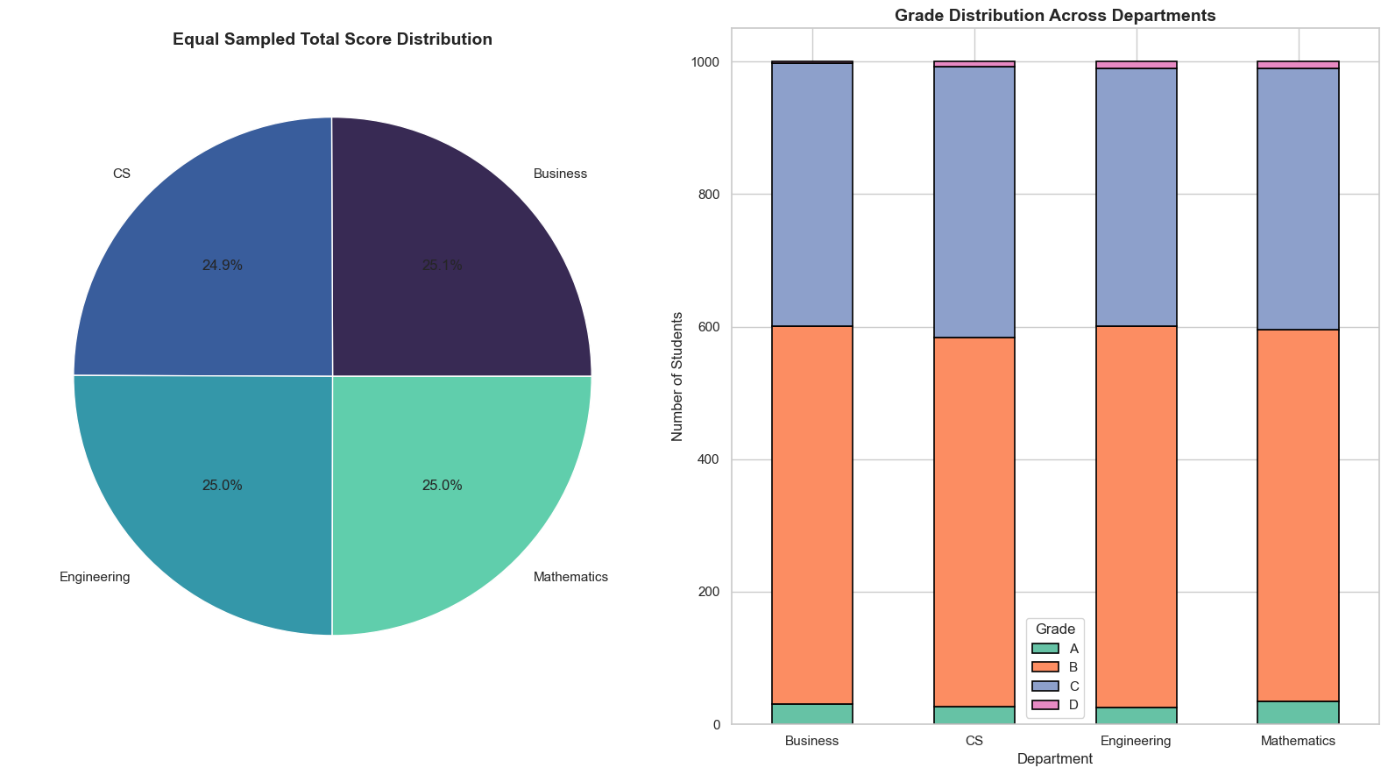 Equal Sampled Total Score Distribution
CS
Business
24.9%
25.1%
25.0%
25.0%
Engineering
Mathematics
Grade Distribution Across Departments
1000
800
600
400
200
0
Number of Students
Grade
A
B
C
D
Business
CS
Engineering
Mathematics
Department